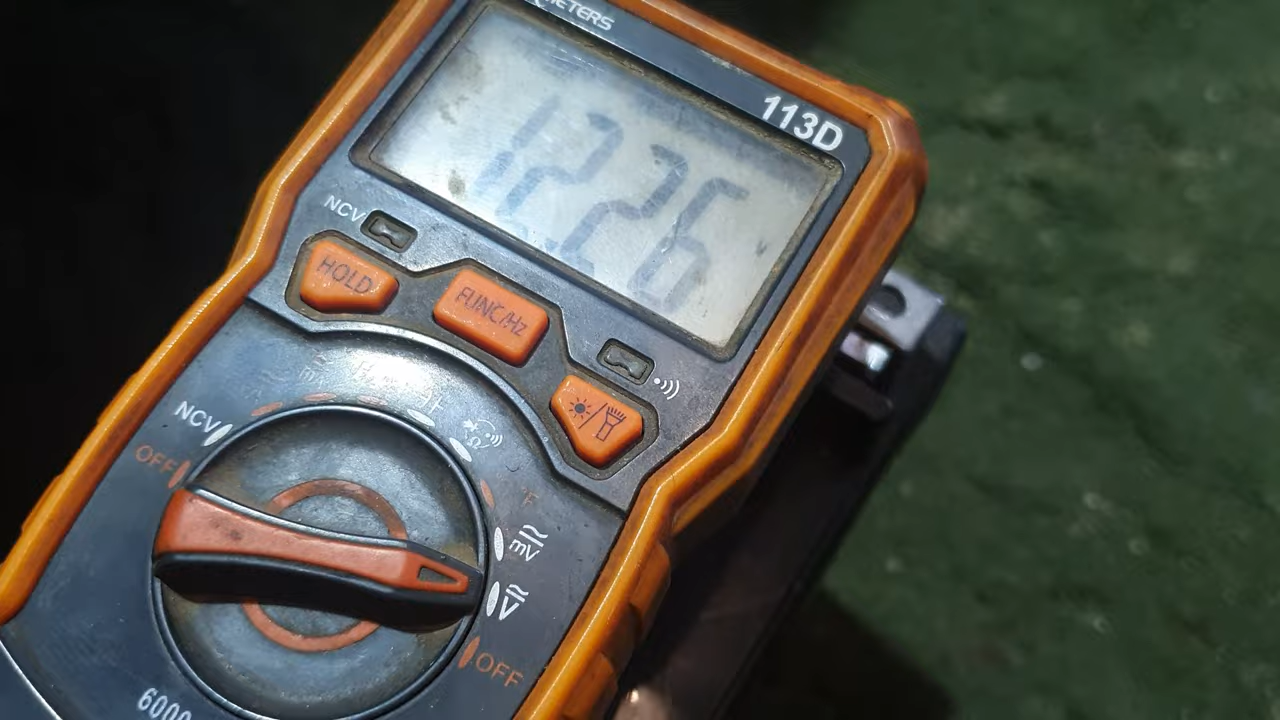 METERS
113D
12.26
NCV
HOLD
FUNC/Hz
NCV
OFF
°F
mV
V
OFF
6000